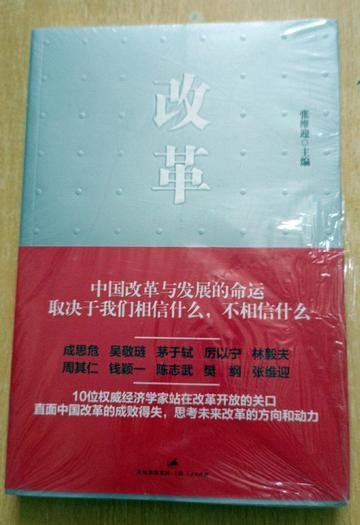 改革
张维迎○主编
中国改革与发展的命运
取决于我们相信什么，不相信什么
成思危 吴敬琏 茅于轼 厉以宁 林毅夫
周其仁 钱颖一 陈志武 樊 纲 张维迎
10位权威经济学家站在改革开放的关口
直面中国改革的成败得失，思考未来改革的方向和动力